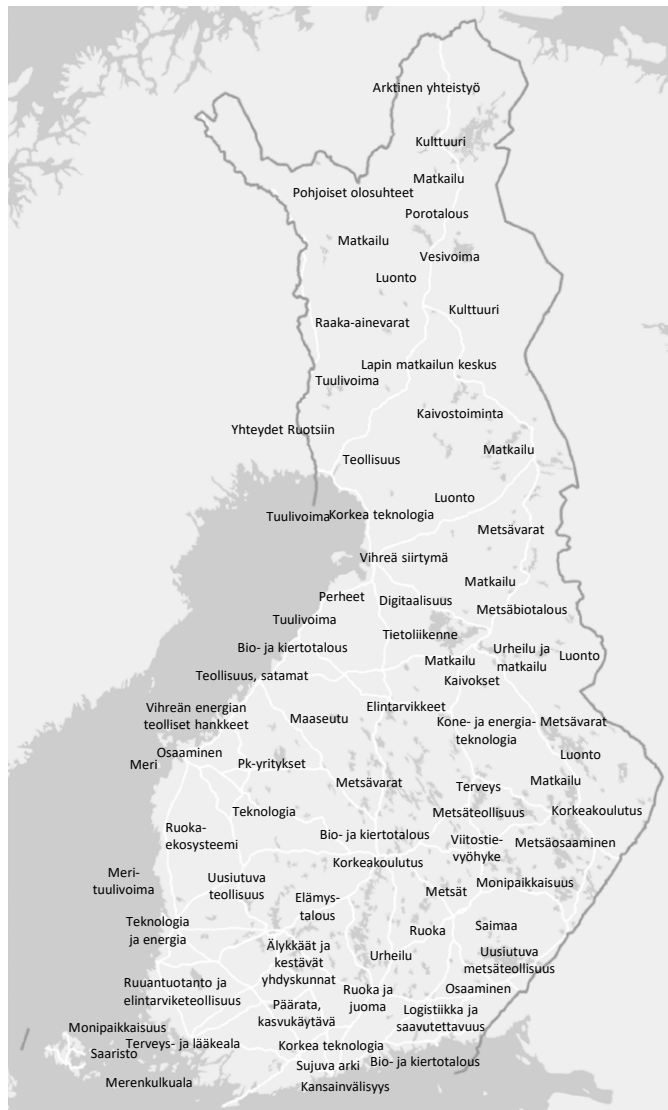 Arktinen yhteistyö
Kulttuuri
Matkailu
Pohjoiset olosuhteet
Porotalous
Matkailu
Vesivoima
Luonto
Kulttuuri
Raaka-ainevarat
Lapin matkailun keskus
Tuulivoima
Kaivostoiminta
Yhteydet Ruotsiin
Matkailu
Teollisuus
Luonto
Tuulivoima
Korkea teknologia
Metsävarat
Vihreä siirtymä
Matkailu
Perheet
Digitaalisuus
Metsäbiotalous
Tuulivoima
Tietoliikenne
Bio- ja kiertotalous
Urheilu ja
matkailu
Luonto
Matkailu
Teollisuus, satamat
Kaivokset
Vihreän energian
teolliset hankkeet
Maaseutu
Elintarvikkeet
Kone- ja energia-
teknologia
Metsävarat
Osaaminen
Meri
Pk-yritykset
Luonto
Metsävarat
Terveys
Matkailu
Teknologia
Metsäteollisuus
Korkeakoulutus
Ruoka-
ekosysteemi
Bio- ja kiertotalous
Viitostie-
vyöhyke
Metsäosaaminen
Korkeakoulutus
Meri-
tuulivoima
Uusiutuva
teollisuus
Monipaikkaisuus
Metsät
Elämys-
talous
Teknologia
ja energia
Ruoka
Saimaa
Älykkäät ja
kestävät
yhdyskunnat
Urheilu
Uusiutuva
metsäteollisuus
Ruuantuotanto ja
elintarviketeollisuus
Ruoka ja
juoma
Osaaminen
Päärata,
kasvukäytävä
Logistiikka ja
saavutettavuus
Monipaikkaisuus
Terveys- ja lääkeala
Korkea teknologia
Saaristo
Sujuva arki
Bio- ja kiertotalous
Merenkulkuala
Kansainvälisyys